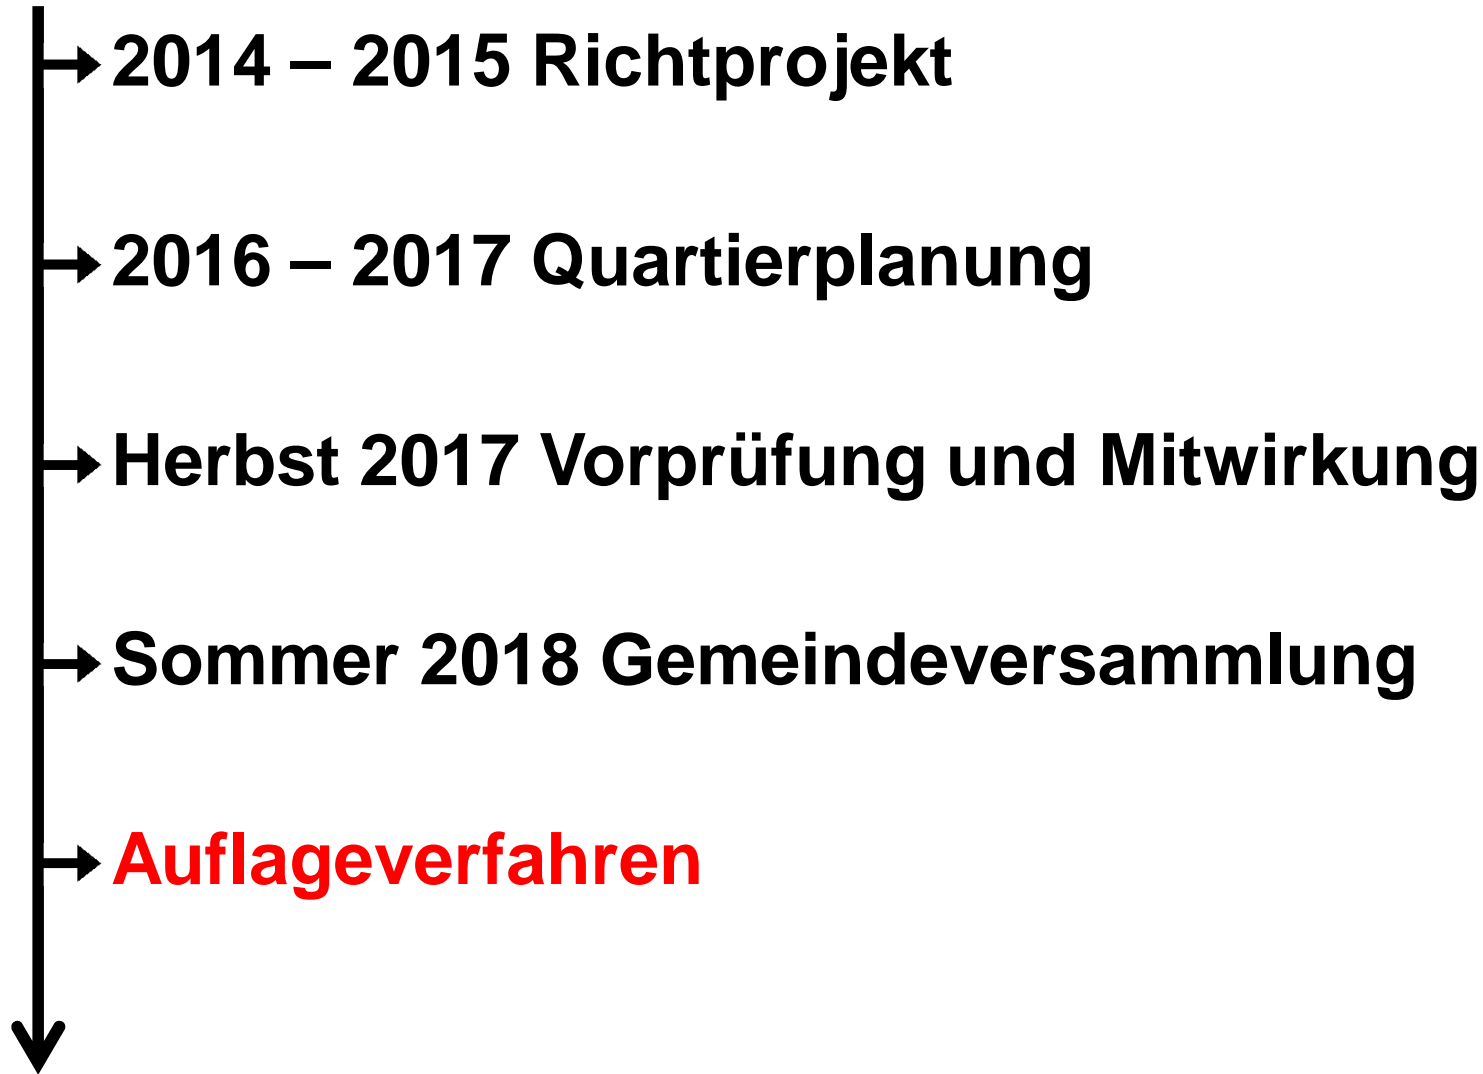 2014 – 2015 Richtprojekt
2016 – 2017 Quartierplanung
Herbst 2017 Vorprüfung und Mitwirkung
Sommer 2018 Gemeindeversammlung
Auflageverfahren